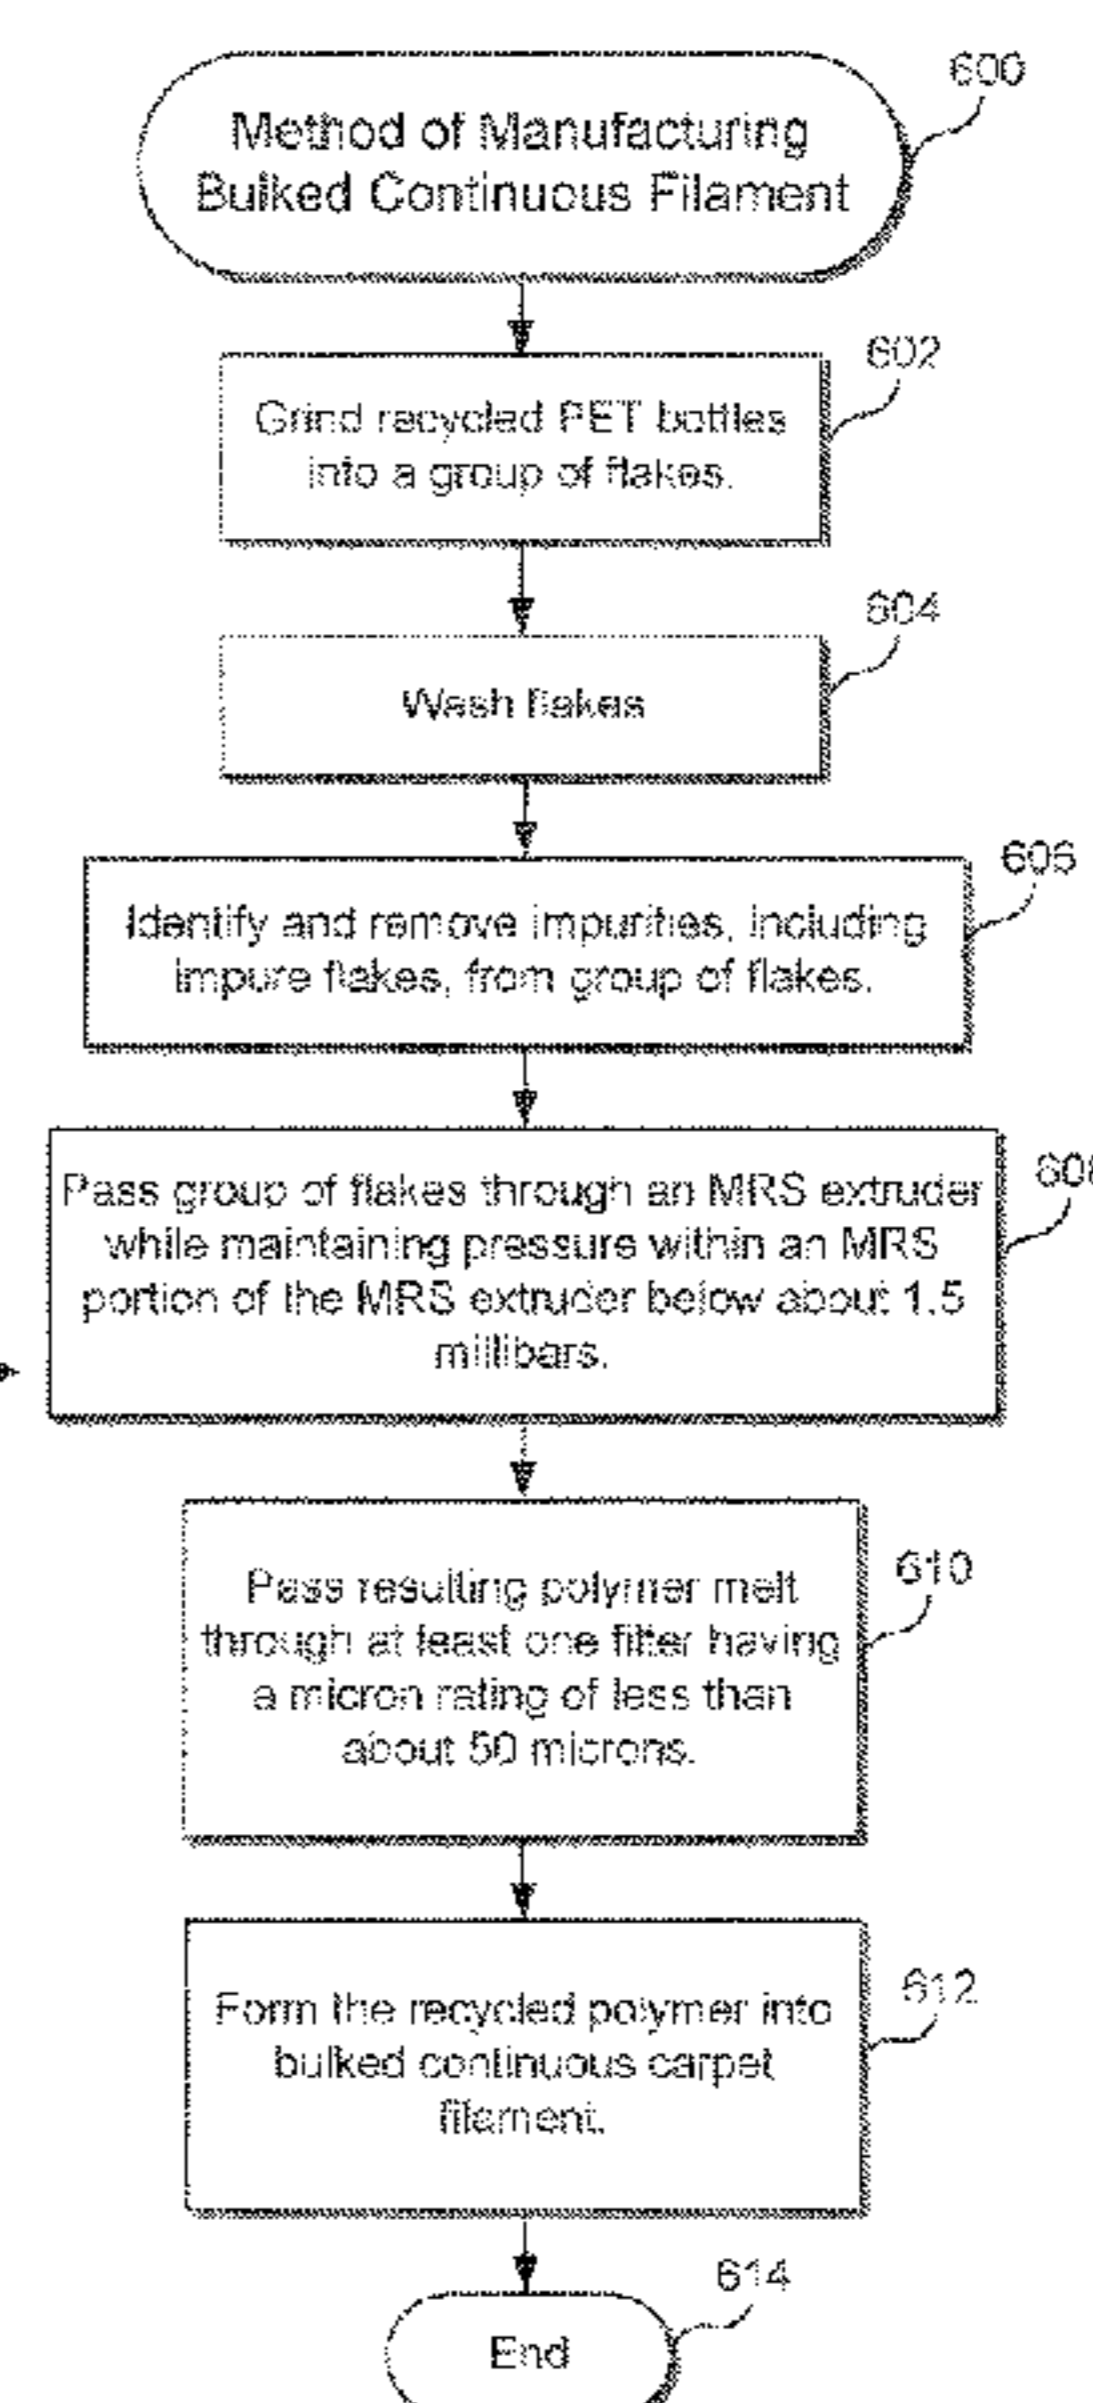 600
Method of Manufacturing
Bulked Continuous Filament
602
Grind recycled PET bottles
into a group of flakes.
604
Wash flakes
606
Identify and remove impurities, including
impure flakes, from group of flakes.
608
Pass group of flakes through an MRS extruder
while maintaining pressure within an MRS
portion of the MRS extruder below about 1.5
millibars.
610
Pass resulting polymer melt
through at least one filter having
a micron rating of less than
about 50 microns.
612
Form the recycled polymer into
bulked continuous carpet
filament.
614
End